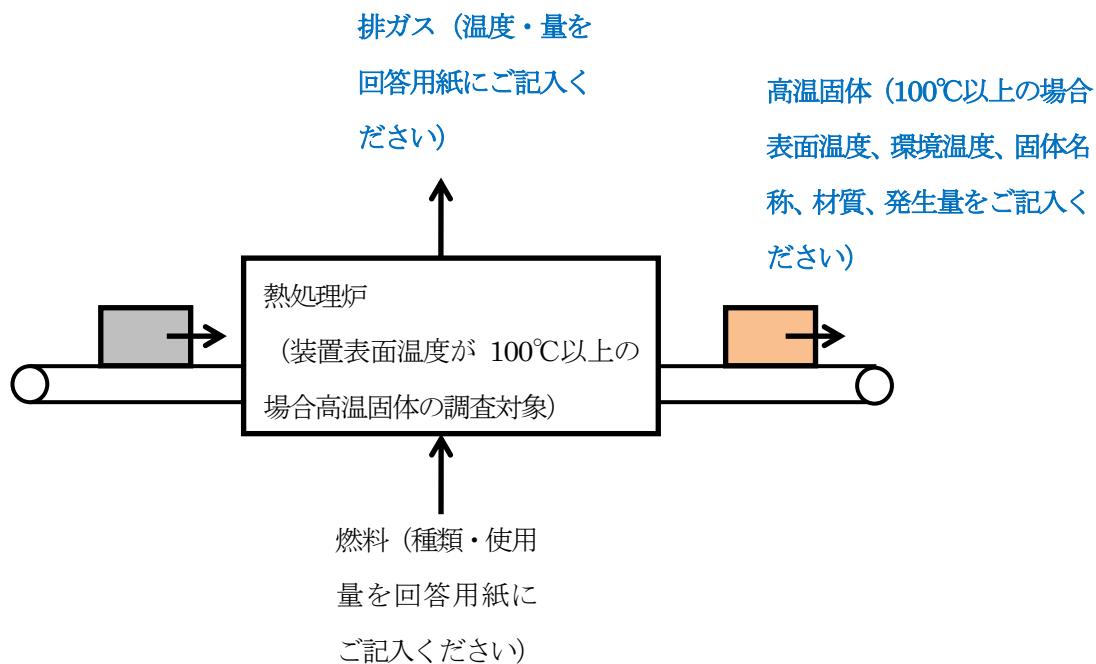 排ガス（温度・量を
回答用紙にご記入く
ださい）
高温固体（100℃以上の場合
表面温度、環境温度、固体名
称、材質、発生量をご記入く
ださい）
熱処理炉
（装置表面温度が 100℃以上の
場合高温固体の調査対象）
燃料（種類・使用
量を回答用紙に
ご記入ください）